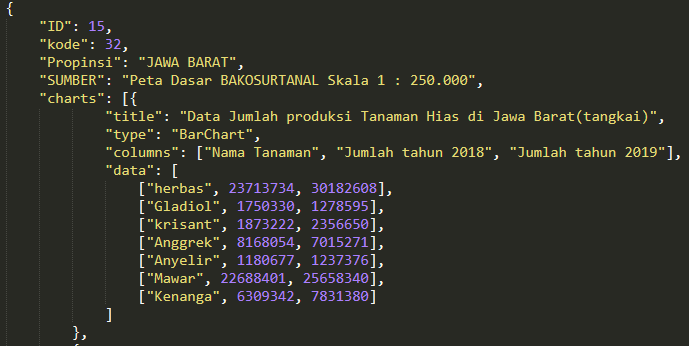 {
"ID": 15,
"kode": 32,
"Propinsi": "JAWA BARAT",
"SUMBER": "Peta Dasar BAKOSURTANAL Skala 1 : 250.000",
"charts": [{
"title": "Data Jumlah produksi Tanaman Hias di Jawa Barat(tangkai)",
"type": "BarChart",
"columns": ["Nama Tanaman", "Jumlah tahun 2018", "Jumlah tahun 2019"],
"data": [
["herbas", 23713734, 30182608],
["Gladiol", 1750330, 1278595],
["krisant", 1873222, 2356650],
["Anggrek", 8168054, 7015271],
["Anyelir", 1180677, 1237376],
["Mawar", 22688401, 25658340],
["Kenanga", 6309342, 7831380]
]
},